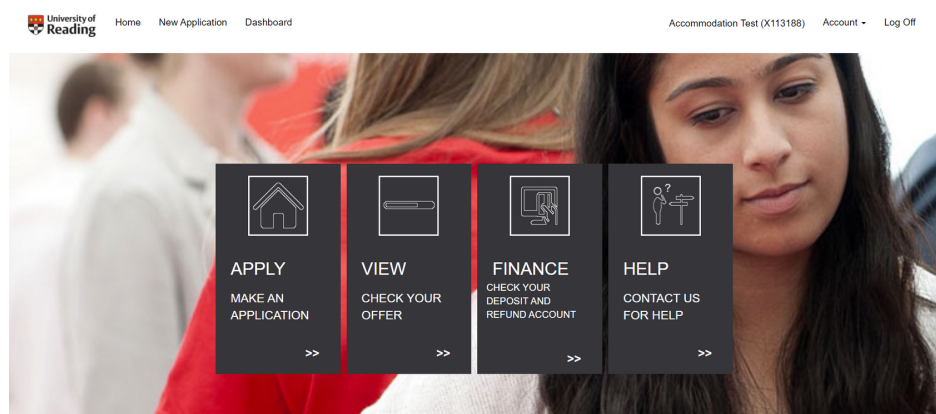 University of
Reading
Home New Application Dashboard
Accommodation Test (X113188) Account Log Off
?
APPLY
MAKE AN
APPLICATION
>>
VIEW
CHECK YOUR
OFFER
>>
FINANCE
CHECK YOUR
DEPOSIT AND
REFUND ACCOUNT
>>
HELP
CONTACT US
FOR HELP
>>